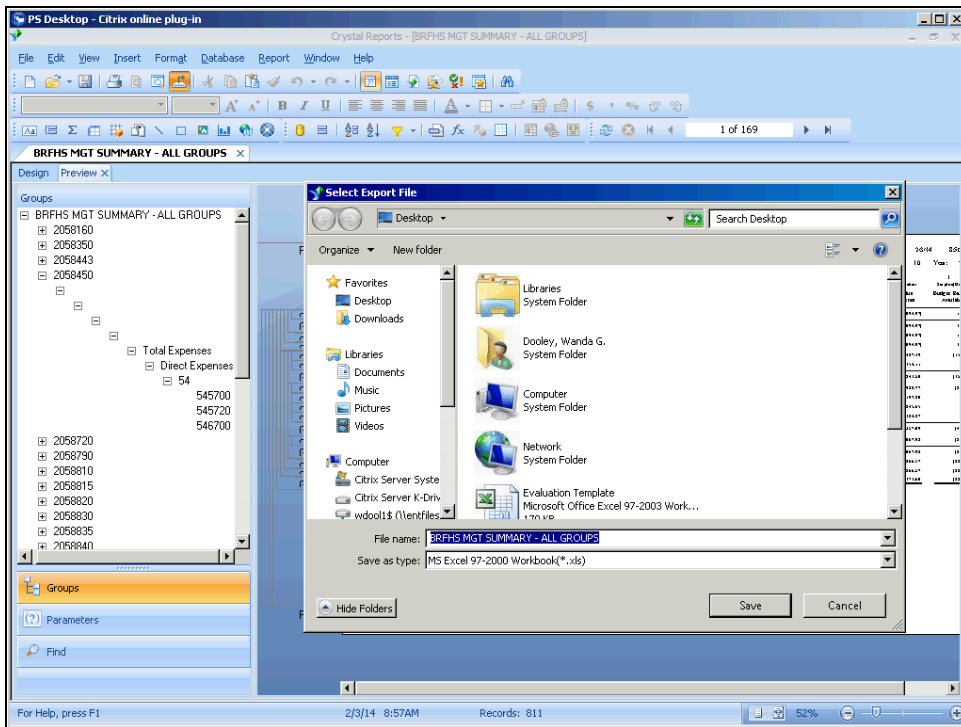 PS Desktop - Citrix online plug-in
Crystal Reports - [BRFHS MGT SUMMARY - ALL GROUPS]
File Edit View Insert Format Database Report Window Help
1 of 169
BRFHS MGT SUMMARY - ALL GROUPS
Design Preview
Groups
BRFHS MGT SUMMARY - ALL GROUPS
2058160
2058350
2058443
2058450
Total Expenses
Direct Expenses
54
545700
545720
546700
2058720
2058790
2058810
2058815
2058820
2058830
2058835
2058840
Groups
Parameters
Find
Select Export File
Desktop
Search Desktop
Organize New folder
Favorites
Desktop
Downloads
Libraries
Documents
Music
Pictures
Videos
Computer
Citrix Server Syste
Citrix Server K-Driv
wdool1$ (\\entfiles
Libraries
System Folder
Dooley, Wanda G.
System Folder
Computer
System Folder
Network
System Folder
Evaluation Template
Microsoft Office Excel 97-2003 Work...
170 KB
File name: BRFHS MGT SUMMARY - ALL GROUPS
Save as type: MS Excel 97-2000 Workbook(*.xls)
Hide Folders
Save Cancel
For Help, press F1 2/3/14 8:57AM Records: 811 52%